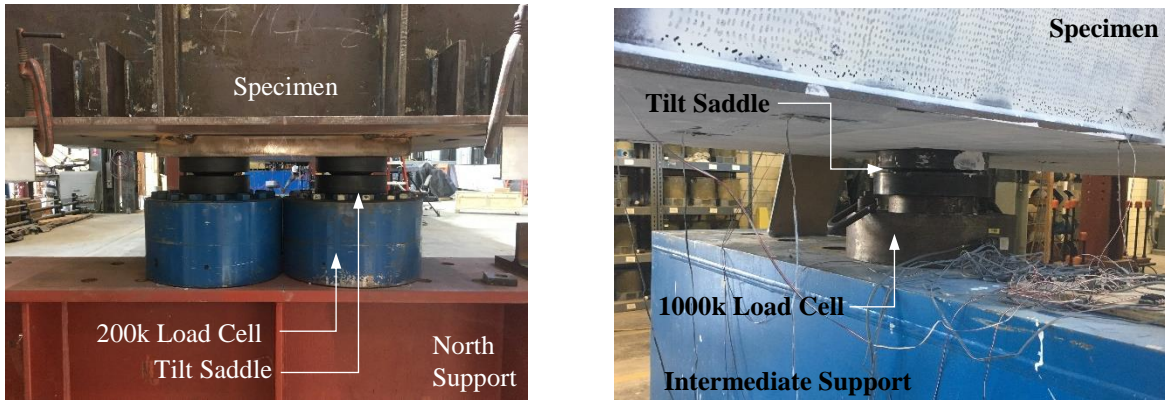 Specimen
200k Load Cell
Tilt Saddle
North
Support
Specimen
Tilt Saddle
1000k Load Cell
Intermediate Support